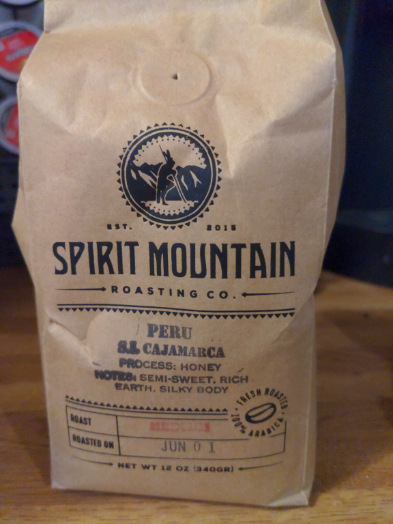 EST. 2015
SPIRIT MOUNTAIN
ROASTING CO.
PERU
S.L CAJAMARCA
PROCESS: HONEY
NOTES: SEMI-SWEET, RICH
EARTH, SILKY BODY
FRESH ROASTED
100% ARABICA
ROAST MEDIUM
ROASTED ON JUN 01
NET WT 12 OZ (340GR)